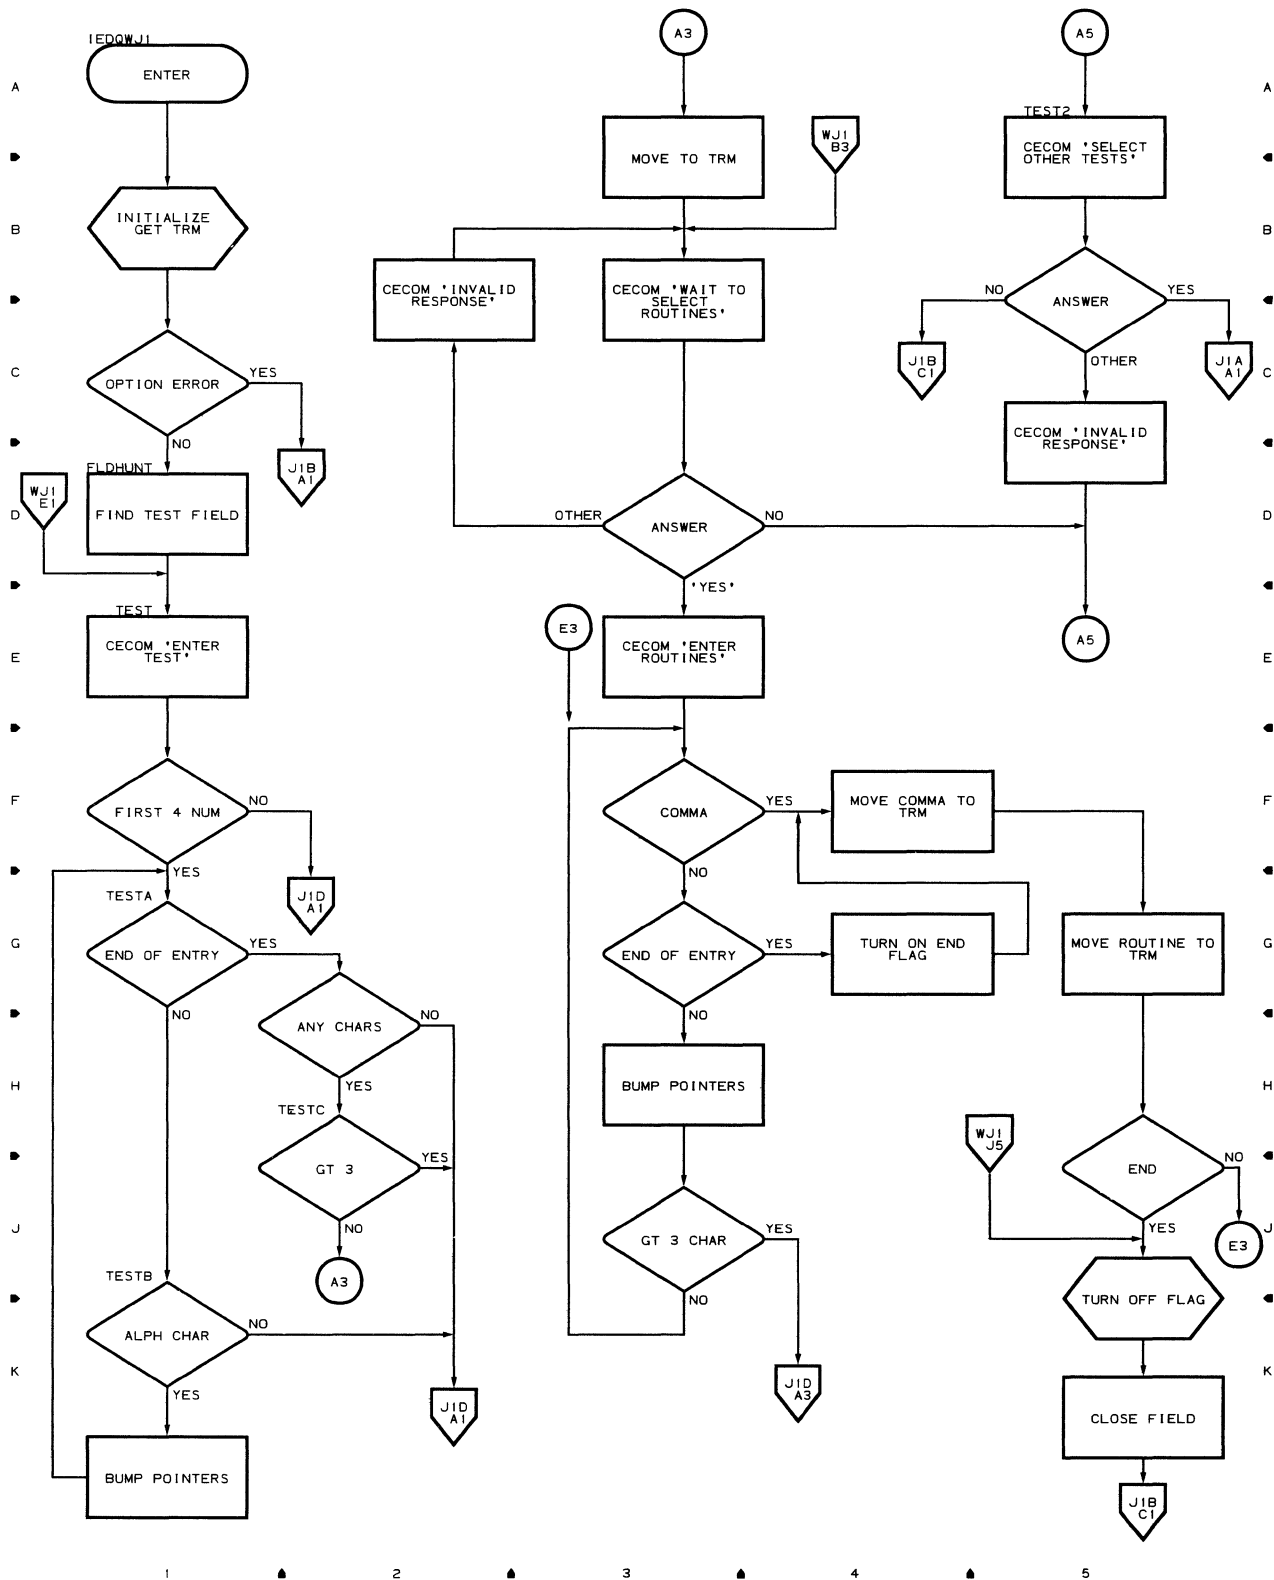 IEDQWJ1
ENTER
A
INITIALIZE
GET TRM
B
OPTION ERROR
YES
NO
C
J1B
A1
FLDHUNT
WJ1
E1
FIND TEST FIELD
D
TEST
CECOM 'ENTER
TEST'
E
FIRST 4 NUM
NO
YES
F
J1D
A1
TESTA
END OF ENTRY
YES
NO
G
ANY CHARS
NO
YES
H
TESTC
GT 3
YES
NO
J
A3
TESTB
ALPH CHAR
NO
YES
K
J1D
A1
BUMP POINTERS
A3
MOVE TO TRM
WJ1
B3
CECOM 'INVALID
RESPONSE'
CECOM 'WAIT TO
SELECT
ROUTINES'
OTHER
ANSWER
NO
'YES'
E3
CECOM 'ENTER
ROUTINES'
COMMA
YES
NO
MOVE COMMA TO
TRM
END OF ENTRY
YES
NO
TURN ON END
FLAG
BUMP POINTERS
GT 3 CHAR
YES
NO
J1D
A3
A5
A
TEST2
CECOM 'SELECT
OTHER TESTS'
B
NO
ANSWER
YES
OTHER
J1B
C1
J1A
A1
C
CECOM 'INVALID
RESPONSE'
D
A5
E
F
MOVE ROUTINE TO
TRM
G
H
WJ1
J5
END
NO
YES
J
E3
TURN OFF FLAG
K
CLOSE FIELD
J1B
C1
1
2
3
4
5